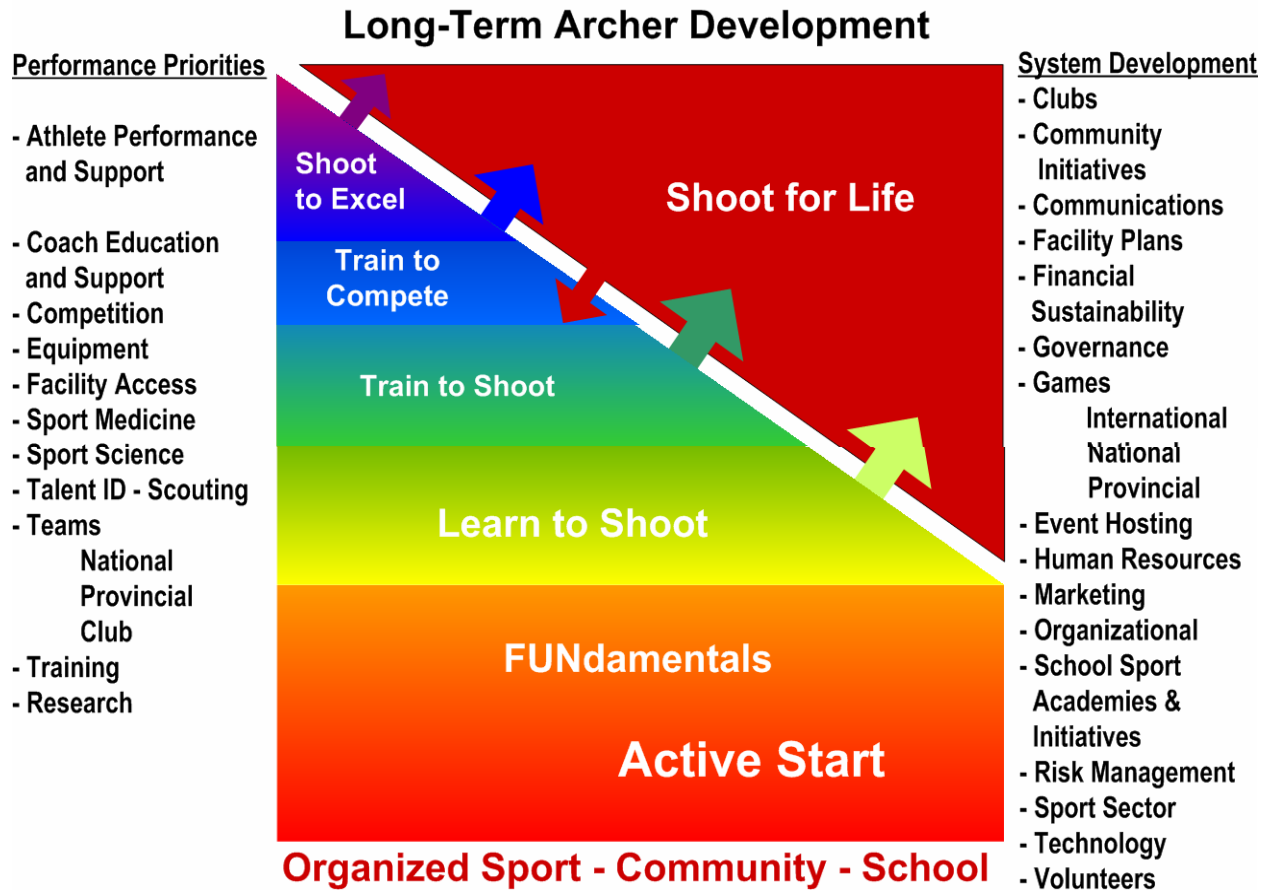 Long-Term Archer Development
Performance Priorities
- Athlete Performance
and Support
- Coach Education
and Support
- Competition
- Equipment
- Facility Access
- Sport Medicine
- Sport Science
- Talent ID - Scouting
- Teams
National
Provincial
Club
- Training
- Research
Shoot
to Excel
Train to
Compete
Train to Shoot
Learn to Shoot
FUNdamentals
Active Start
Shoot for Life
Organized Sport - Community - School
System Development
- Clubs
- Community
Initiatives
- Communications
- Facility Plans
- Financial
Sustainability
- Governance
- Games
International
National
Provincial
- Event Hosting
- Human Resources
- Marketing
- Organizational
- School Sport
Academies &
Initiatives
- Risk Management
- Sport Sector
- Technology
- Volunteers